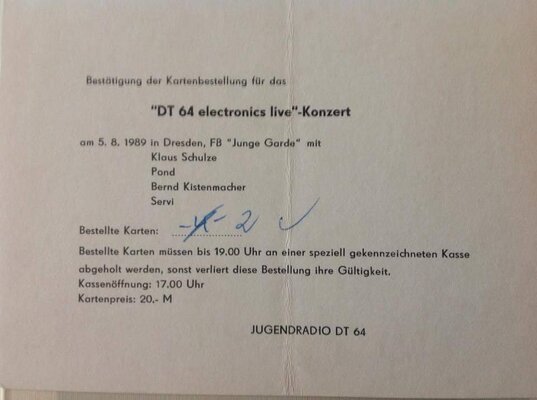 Bestätigung der Kartenbestellung für das
"DT 64 electronics live"-Konzert
am 5. 8. 1989 in Dresden, FB "Junge Garde" mit
Klaus Schulze
Pond
Bernd Kistenmacher
Servi
Bestellte Karten: 2 ✓
Bestellte Karten müssen bis 19.00 Uhr an einer speziell gekennzeichneten Kasse
abgeholt werden, sonst verliert diese Bestellung ihre Gültigkeit.
Kassenöffnung: 17.00 Uhr
Kartenpreis: 20,- M
JUGENDRADIO DT 64